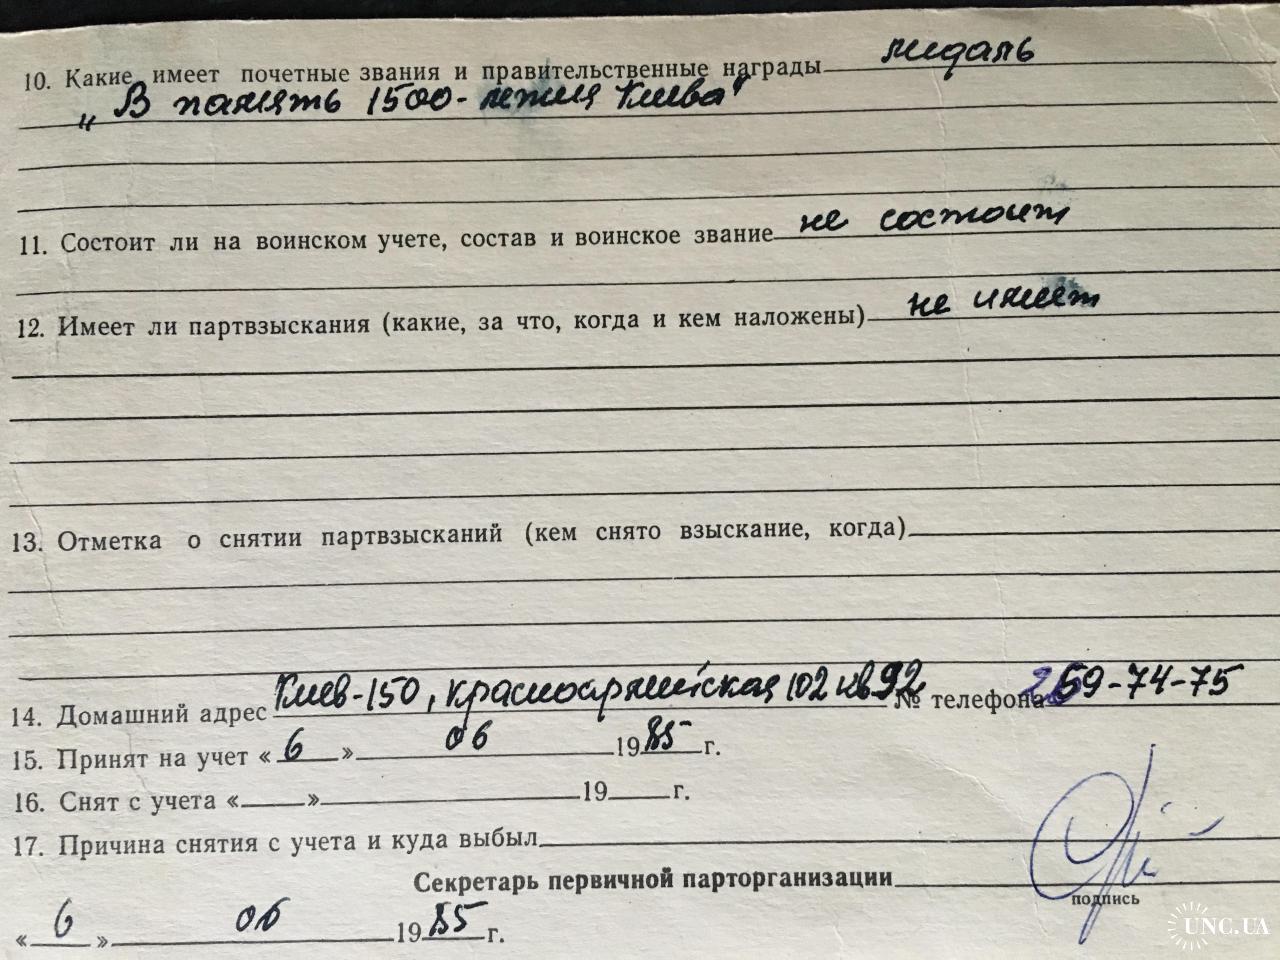 10. Какие имеет почетные звания и правительственные награды медаль
„В память 1500-летия Киева"
11. Состоит ли на воинском учете, состав и воинское звание не состоит
12. Имеет ли партвзыскания (какие, за что, когда и кем наложены) не имеет
13. Отметка о снятии партвзысканий (кем снято взыскание, когда)
14. Домашний адрес Киев-150, Красноармейская 102 кв 92 № телефона 269-74-75
15. Принят на учет « 6 » 06 1985 г.
16. Снят с учета « » 19 г.
17. Причина снятия с учета и куда выбыл
Секретарь первичной парторганизации
подпись
« 6 » 06 1985 г.
UNC.UA